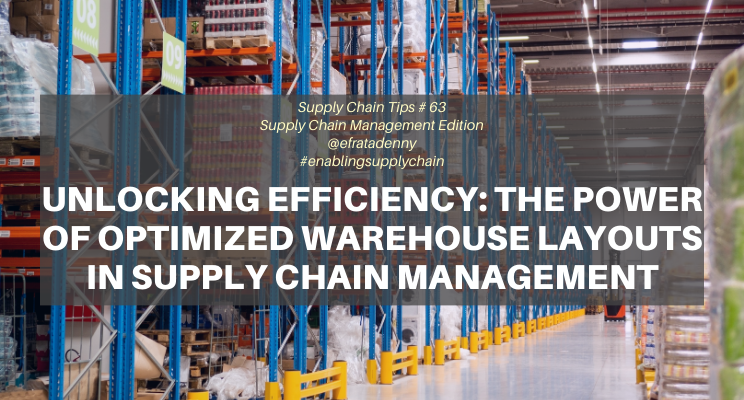 08
09
Supply Chain Tips # 63
Supply Chain Management Edition
@efratadenny
#enablingsupplychain
UNLOCKING EFFICIENCY: THE POWER
OF OPTIMIZED WAREHOUSE LAYOUTS
IN SUPPLY CHAIN MANAGEMENT